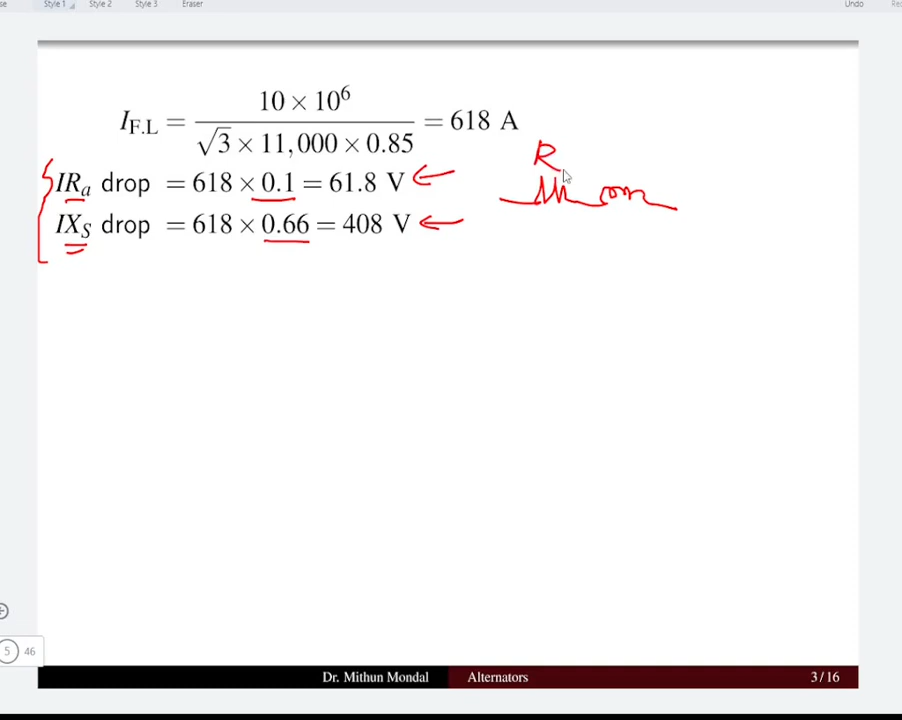 se Style 1 Style 2 Style 3 Eraser Undo
I_F.L = 10 × 10^6 / √3 × 11,000 × 0.85 = 618 A
R
IR_a drop = 618 × 0.1 = 61.8 V
IX_S drop = 618 × 0.66 = 408 V
5 46
Dr. Mithun Mondal Alternators 3/16